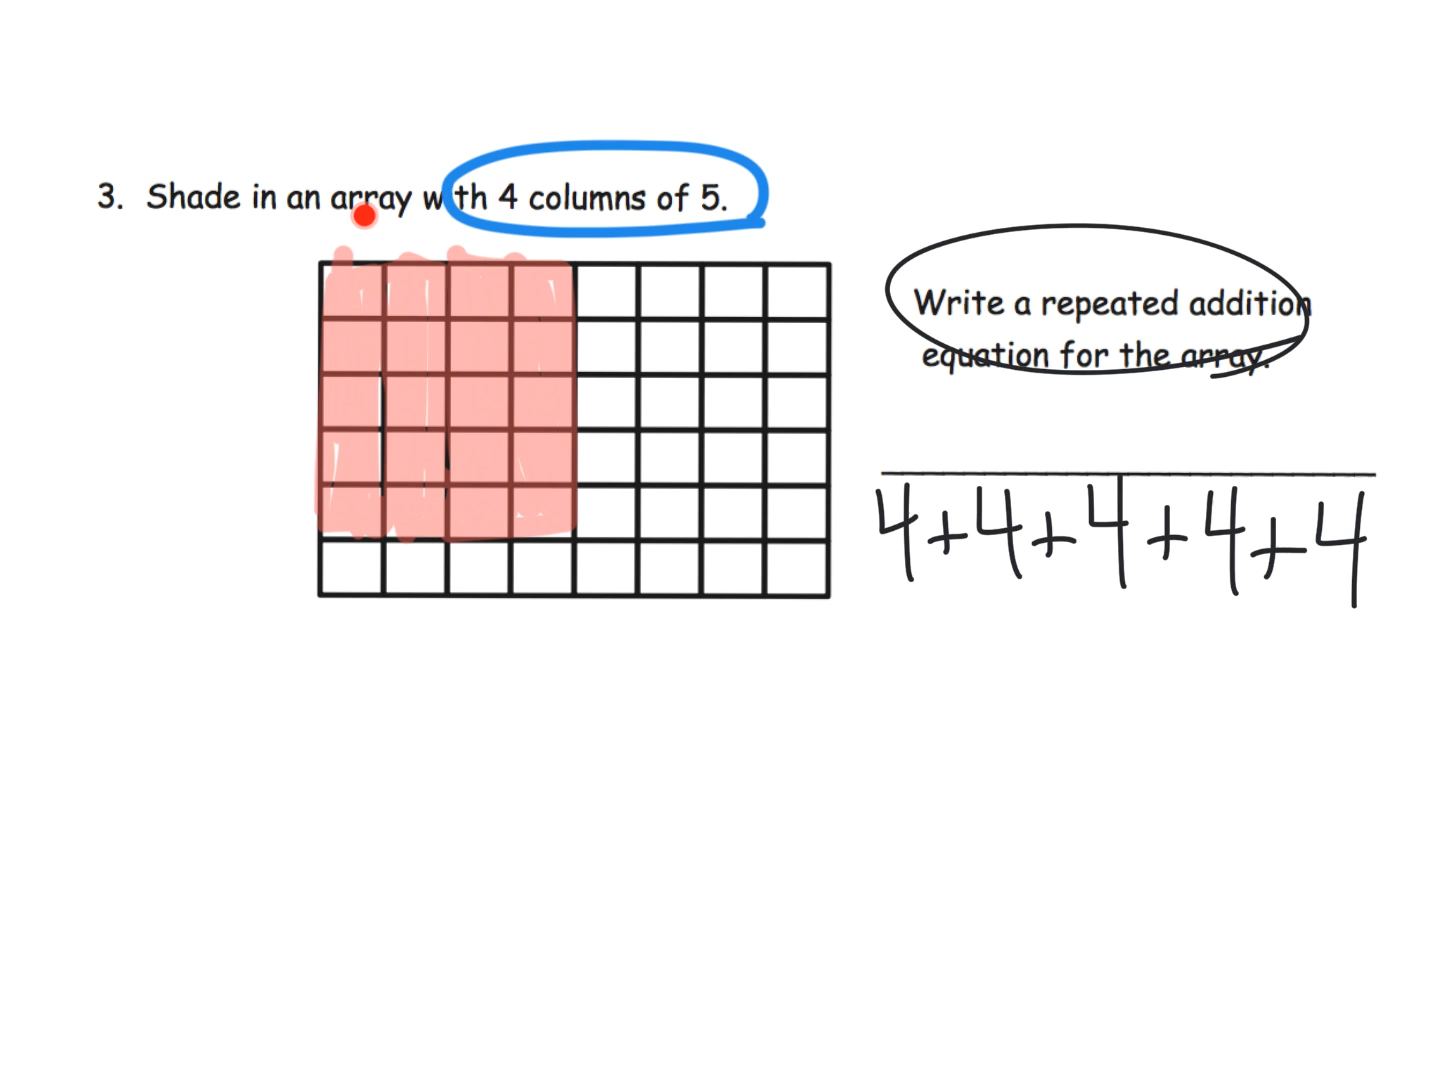 3. Shade in an array with 4 columns of 5.
Write a repeated addition
equation for the array.
4+4+4+4+4